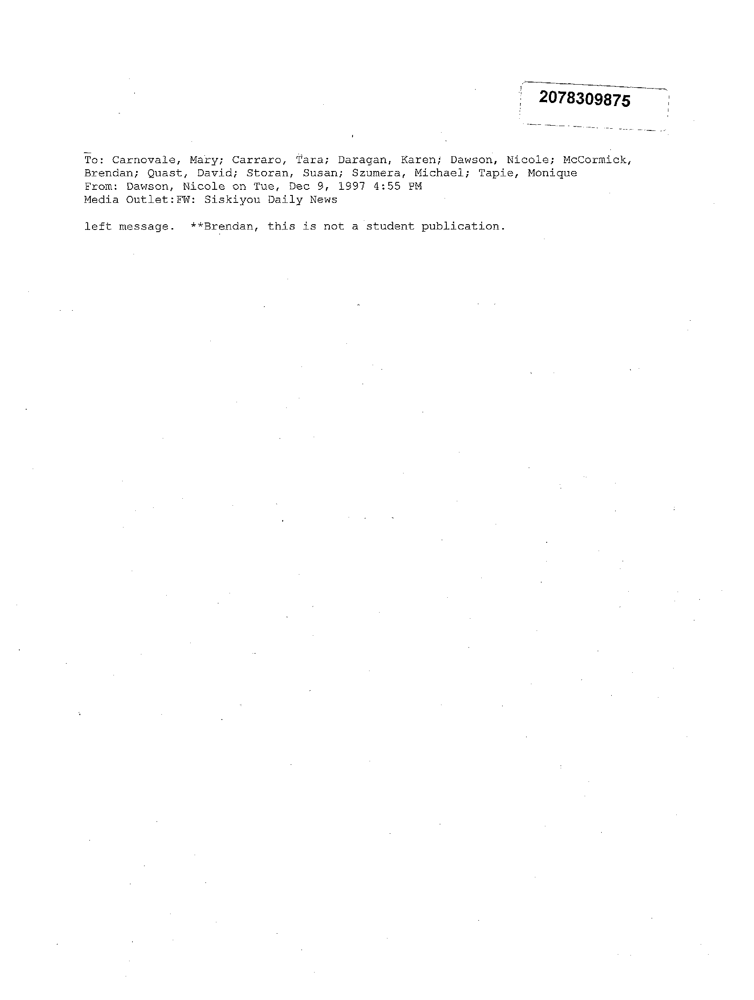 2078309875
To: Carnovale, Mary; Carraro, Tara; Daragan, Karen; Dawson, Nicole; McCormick,
Brendan; Quast, David; Storan, Susan; Szumera, Michael; Tapie, Monique
From: Dawson, Nicole on Tue, Dec 9, 1997 4:55 PM
Media Outlet:FW: Siskiyou Daily News
left message.  **Brendan, this is not a student publication.